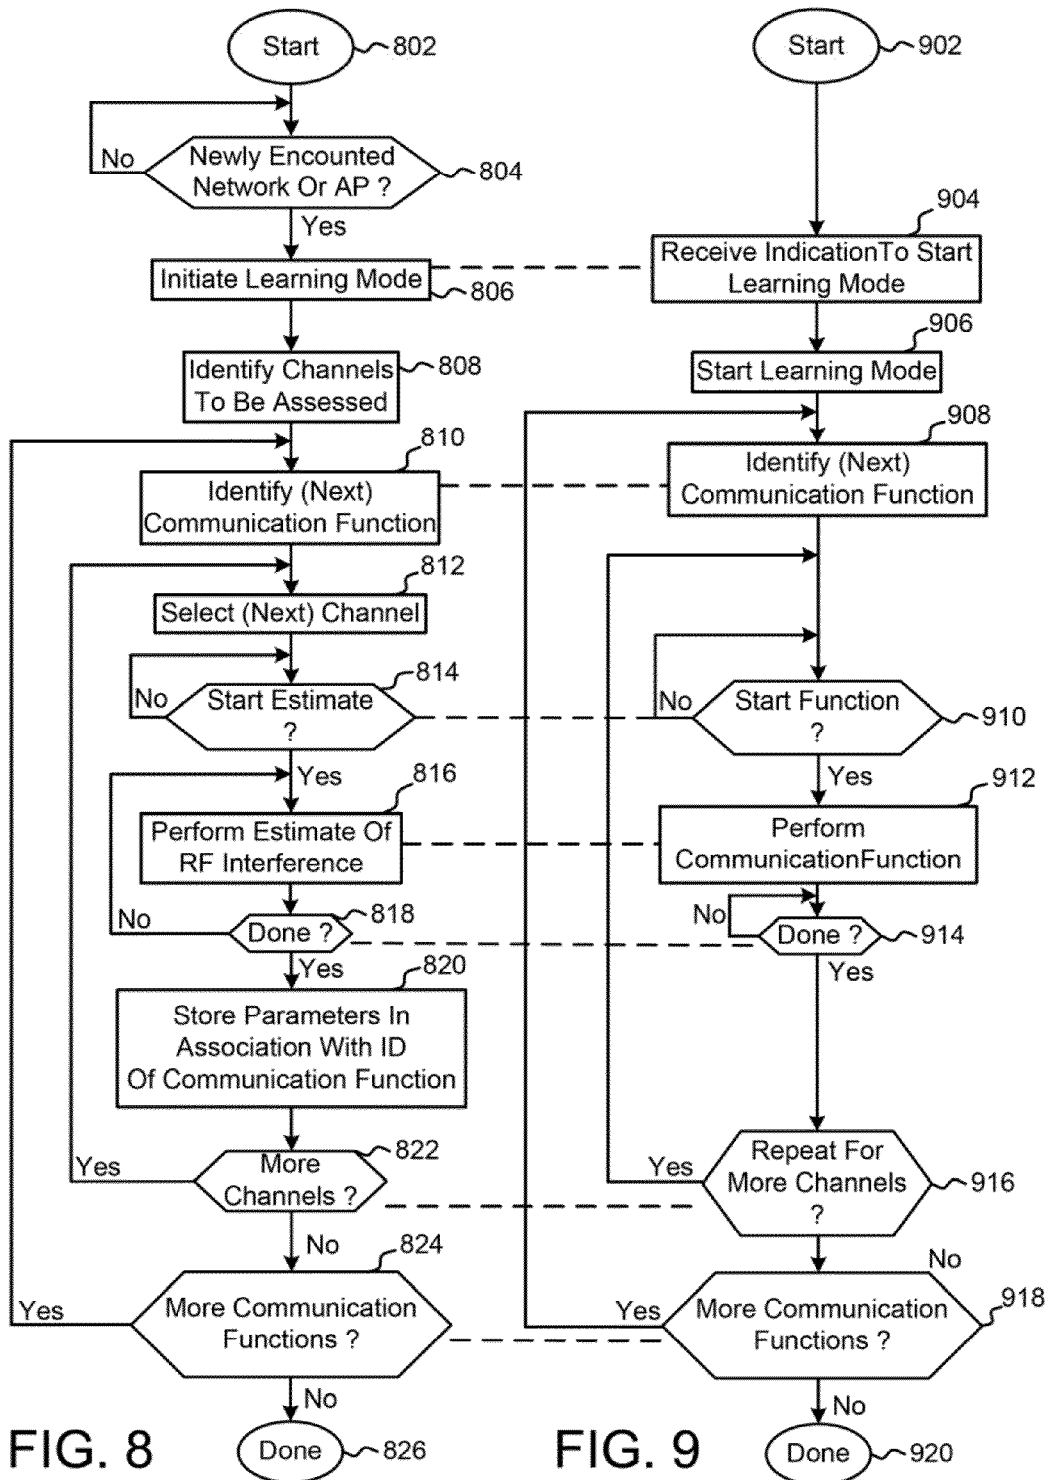 Start
802
No
Newly Encounted
Network Or AP ?
804
Yes
Initiate Learning Mode
806
Identify Channels
To Be Assessed
808
810
Identify (Next)
Communication Function
812
Select (Next) Channel
814
No
Start Estimate
?
Yes
816
Perform Estimate Of
RF Interference
No
818
Done ?
Yes
820
Store Parameters In
Association With ID
Of Communication Function
822
Yes
More
Channels ?
No
824
Yes
More Communication
Functions ?
No
FIG. 8
Done
826
Start
902
904
Receive IndicationTo Start
Learning Mode
906
Start Learning Mode
908
Identify (Next)
Communication Function
No
Start Function
?
910
Yes
912
Perform
CommunicationFunction
No
Done ?
914
Yes
Repeat For
More Channels
?
Yes
916
No
918
Yes
More Communication
Functions ?
No
FIG. 9
Done
920